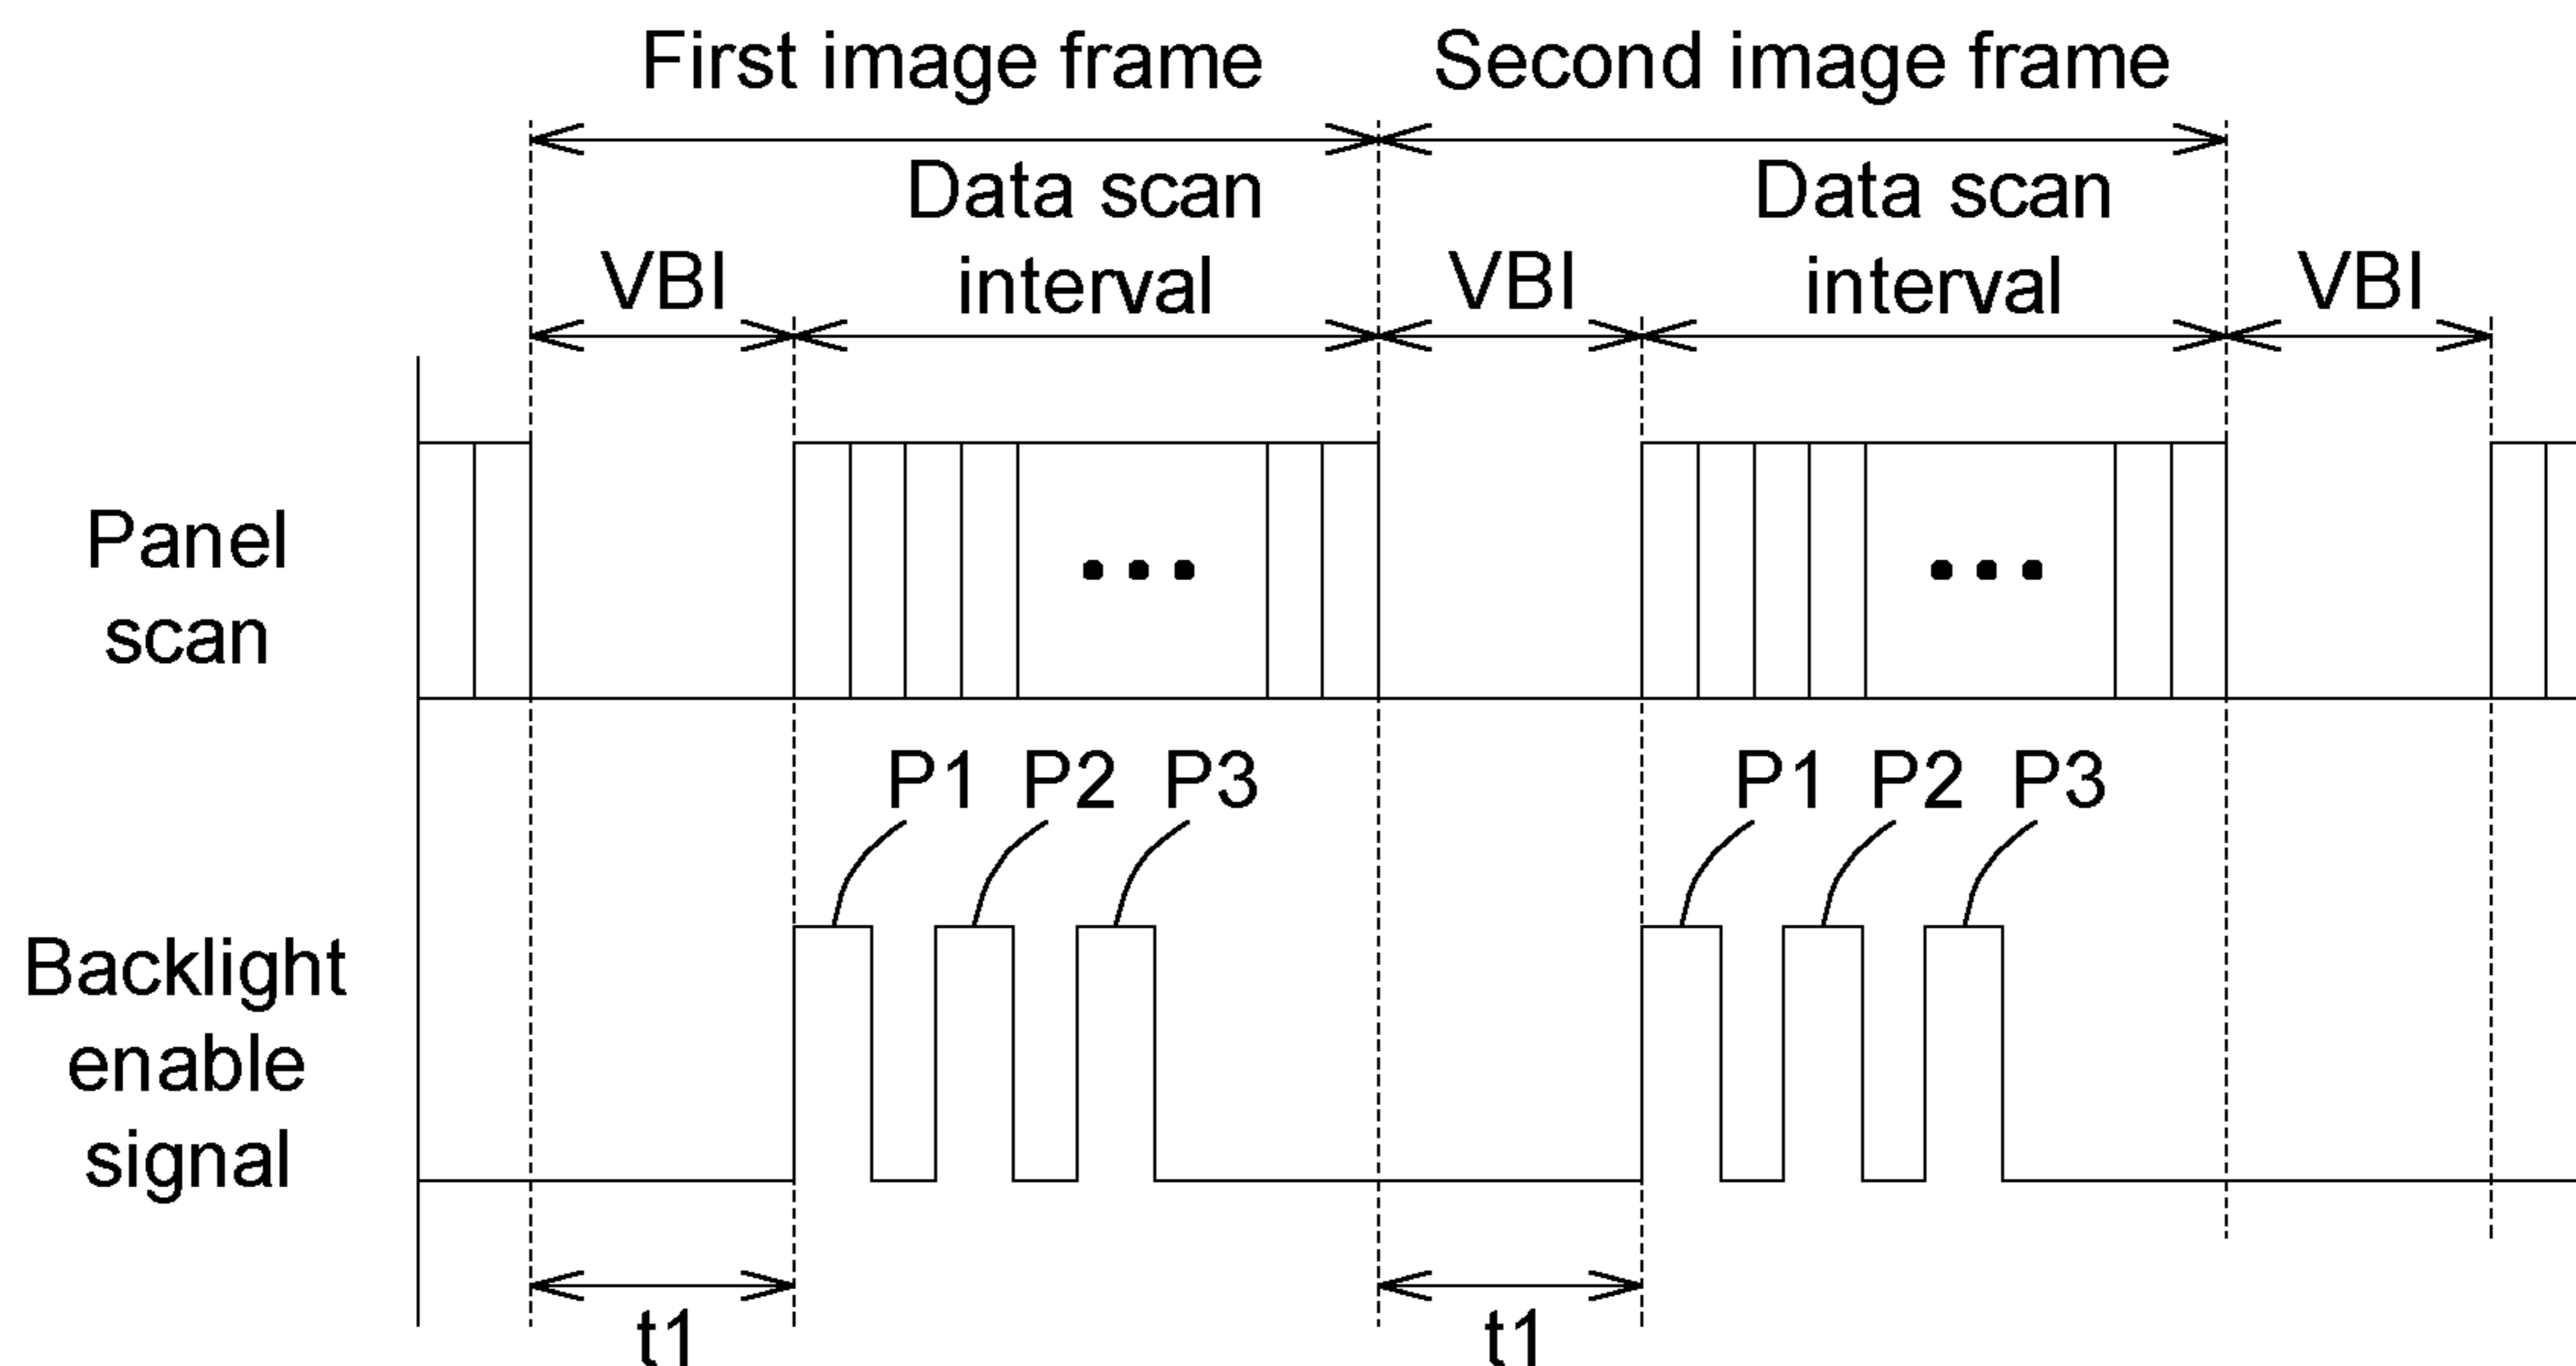 First image frame
Second image frame
Data scan
interval
Data scan
interval
VBI
VBI
VBI
Panel
scan
P1 P2 P3
P1 P2 P3
Backlight
enable
signal
t1
t1